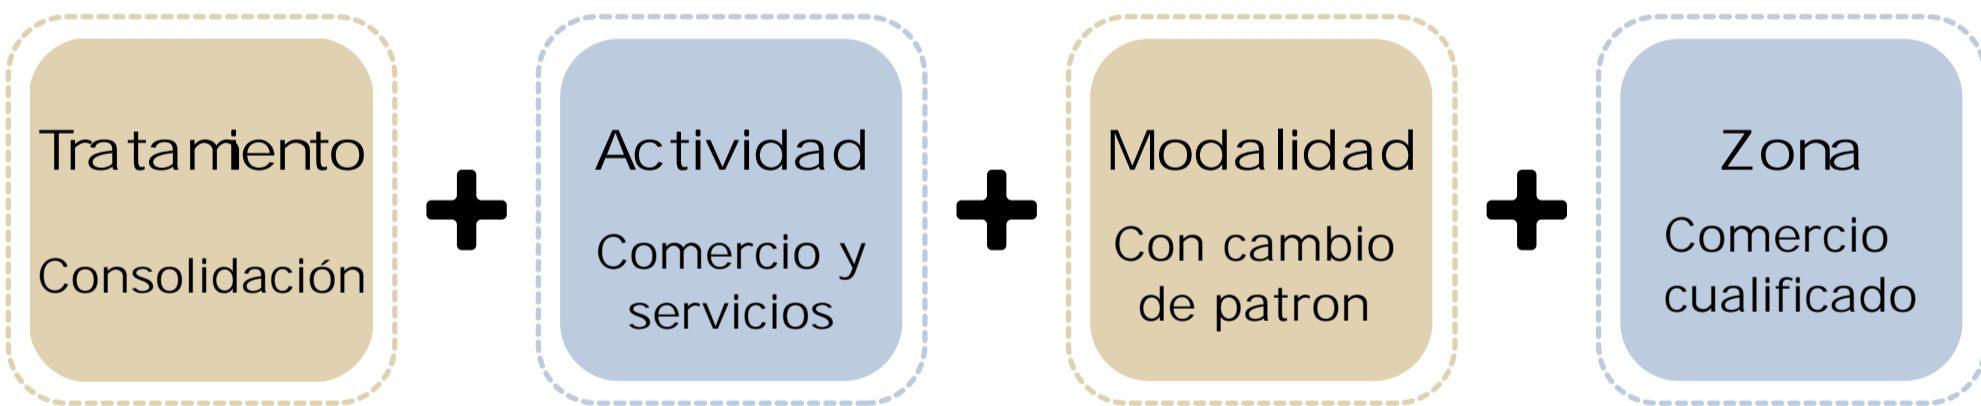 Tratamiento
Consolidación
Actividad
Comercio y
servicios
Modalidad
Con cambio
de patron
Zona
Comercio
cualificado